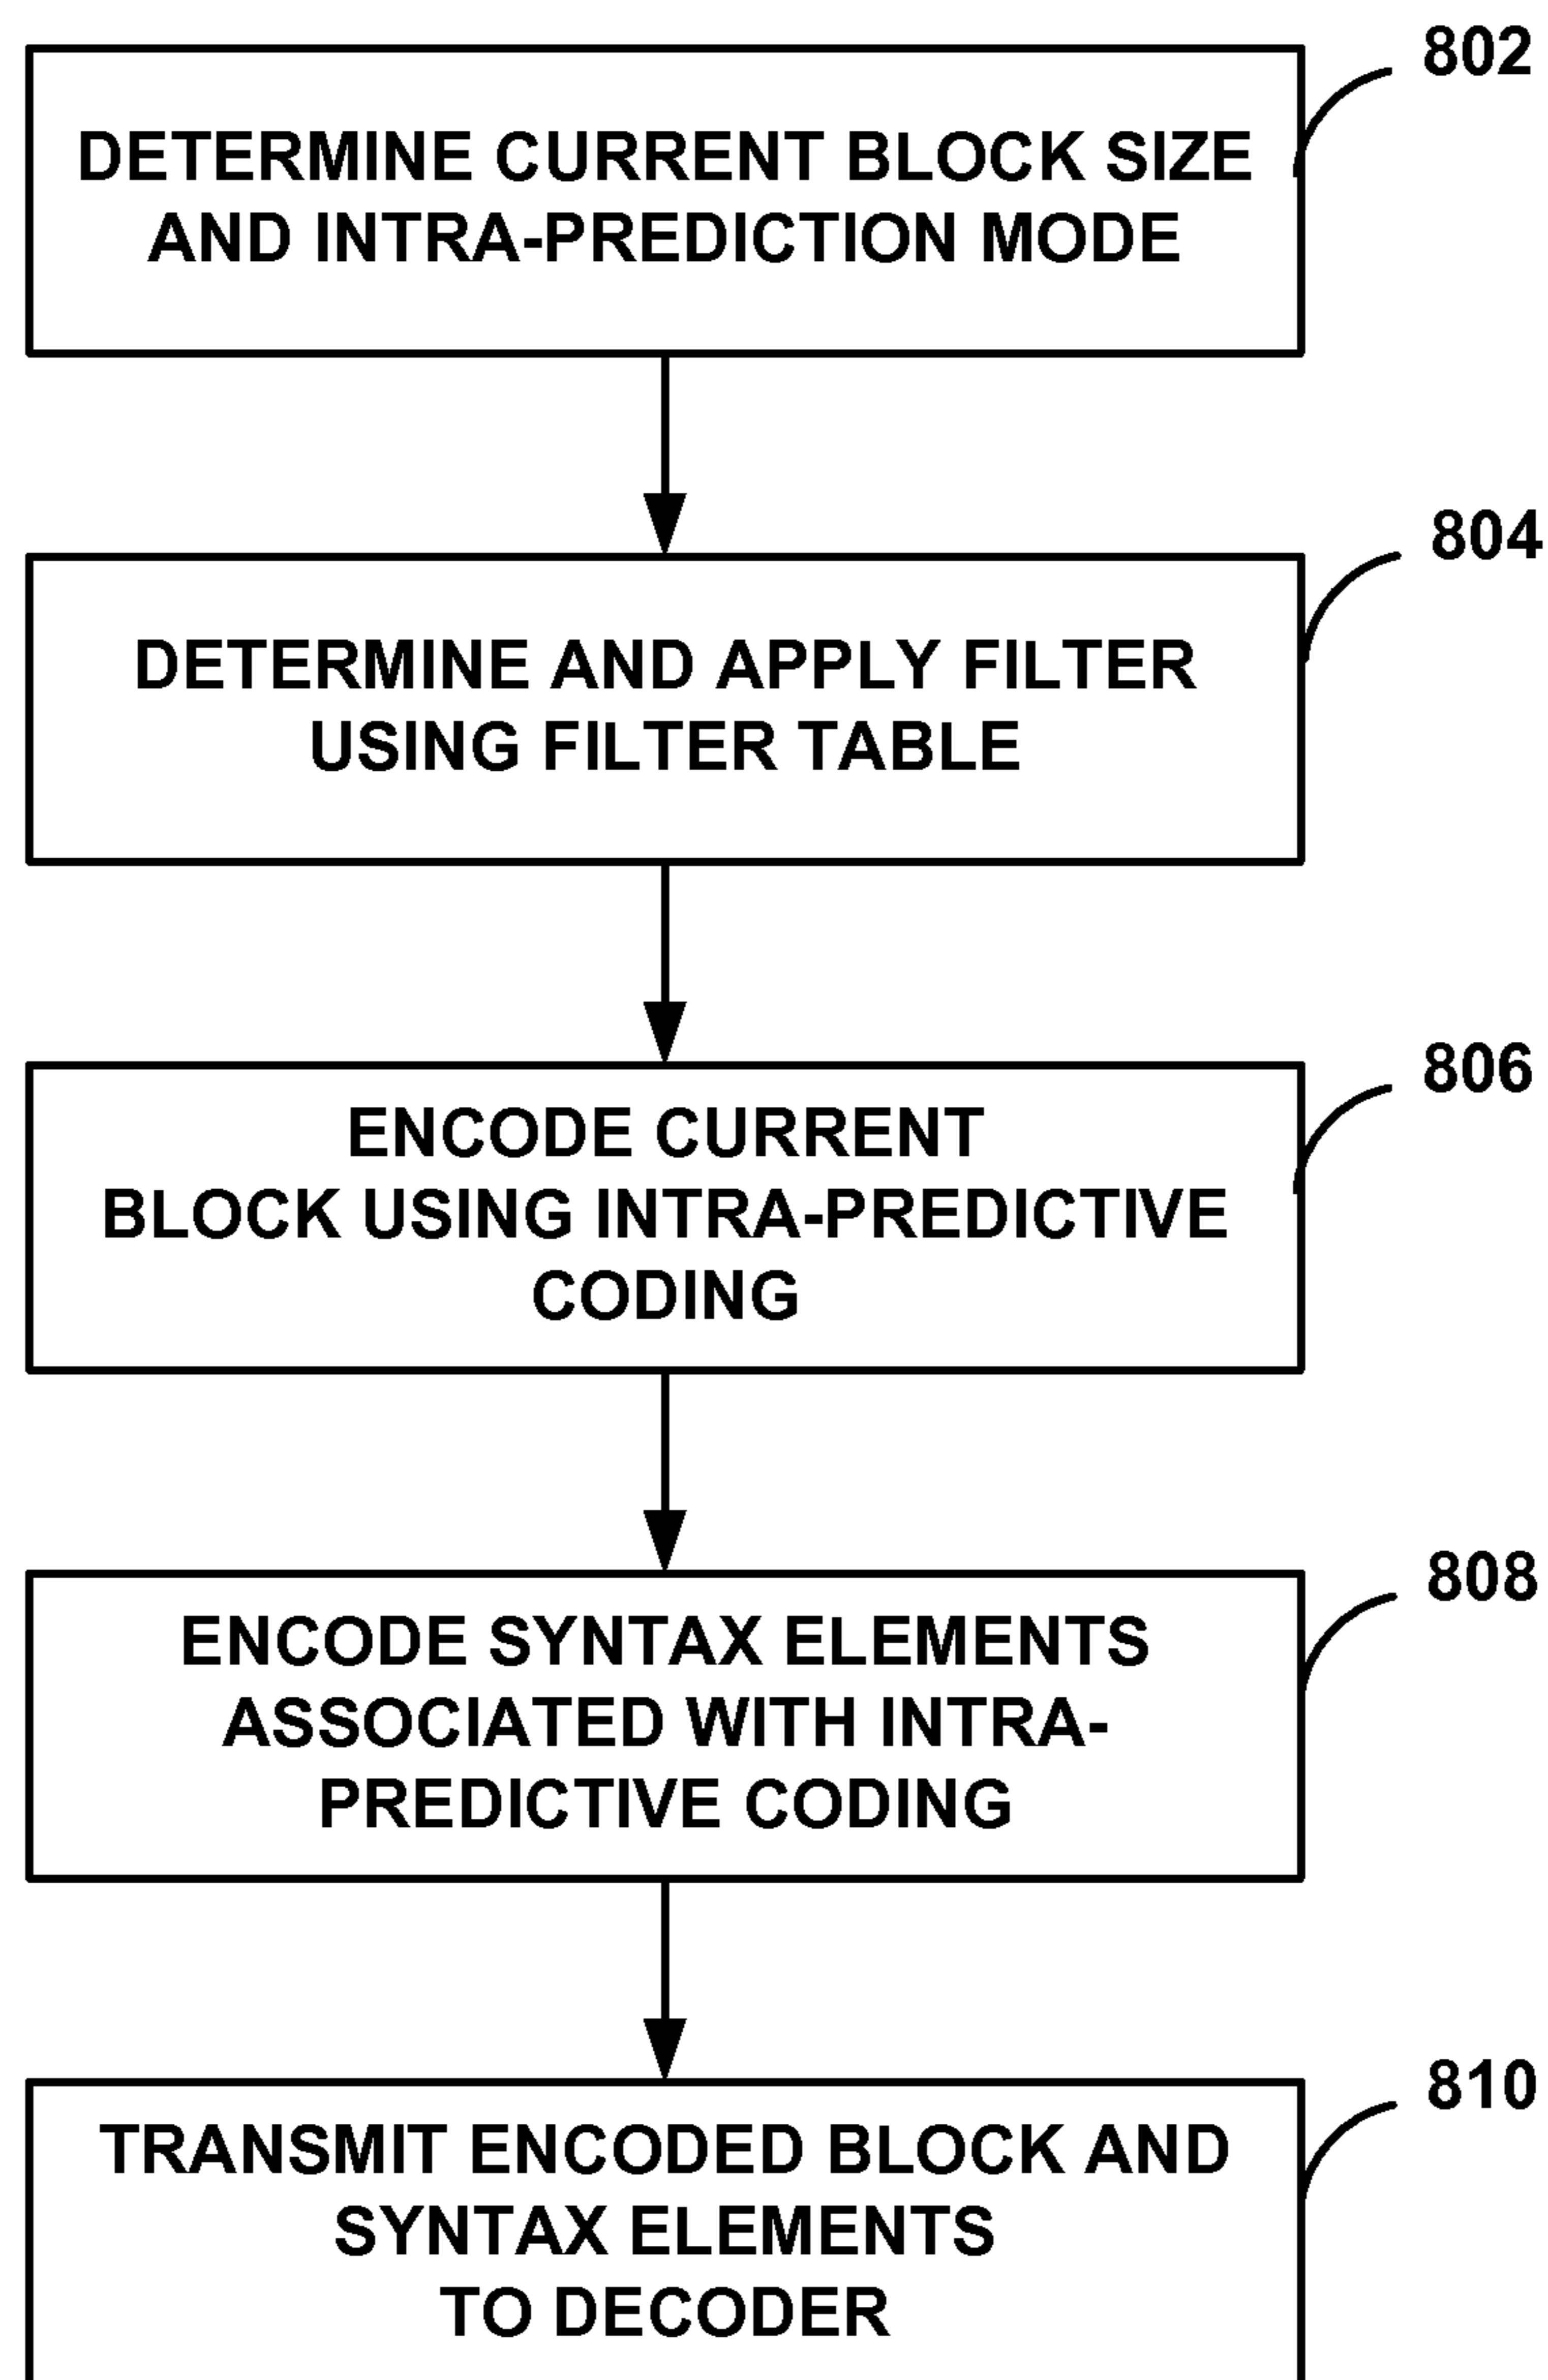 802
DETERMINE CURRENT BLOCK SIZE
AND INTRA-PREDICTION MODE
804
DETERMINE AND APPLY FILTER
USING FILTER TABLE
806
ENCODE CURRENT
BLOCK USING INTRA-PREDICTIVE
CODING
808
ENCODE SYNTAX ELEMENTS
ASSOCIATED WITH INTRA-
PREDICTIVE CODING
810
TRANSMIT ENCODED BLOCK AND
SYNTAX ELEMENTS
TO DECODER